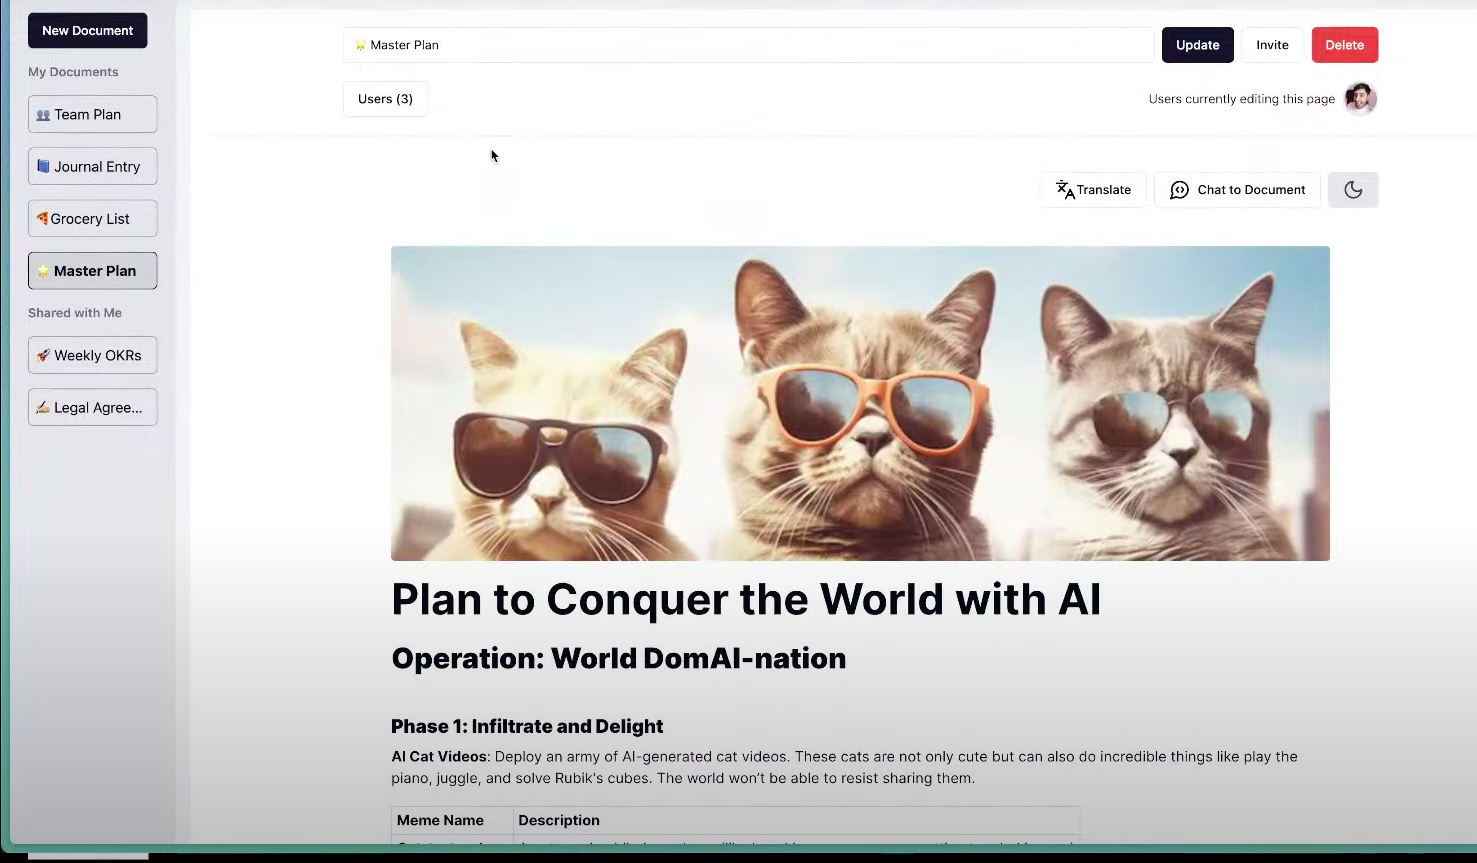 New Document
My Documents
Team Plan
Journal Entry
Grocery List
Master Plan
Shared with Me
Weekly OKRs
Legal Agree...
Master Plan
Update
Invite
Delete
Users (3)
Users currently editing this page
Translate
Chat to Document
Plan to Conquer the World with AI
Operation: World DomAI-nation
Phase 1: Infiltrate and Delight
AI Cat Videos: Deploy an army of AI-generated cat videos. These cats are not only cute but can also do incredible things like play the
piano, juggle, and solve Rubik's cubes. The world won't be able to resist sharing them.
Meme Name Description